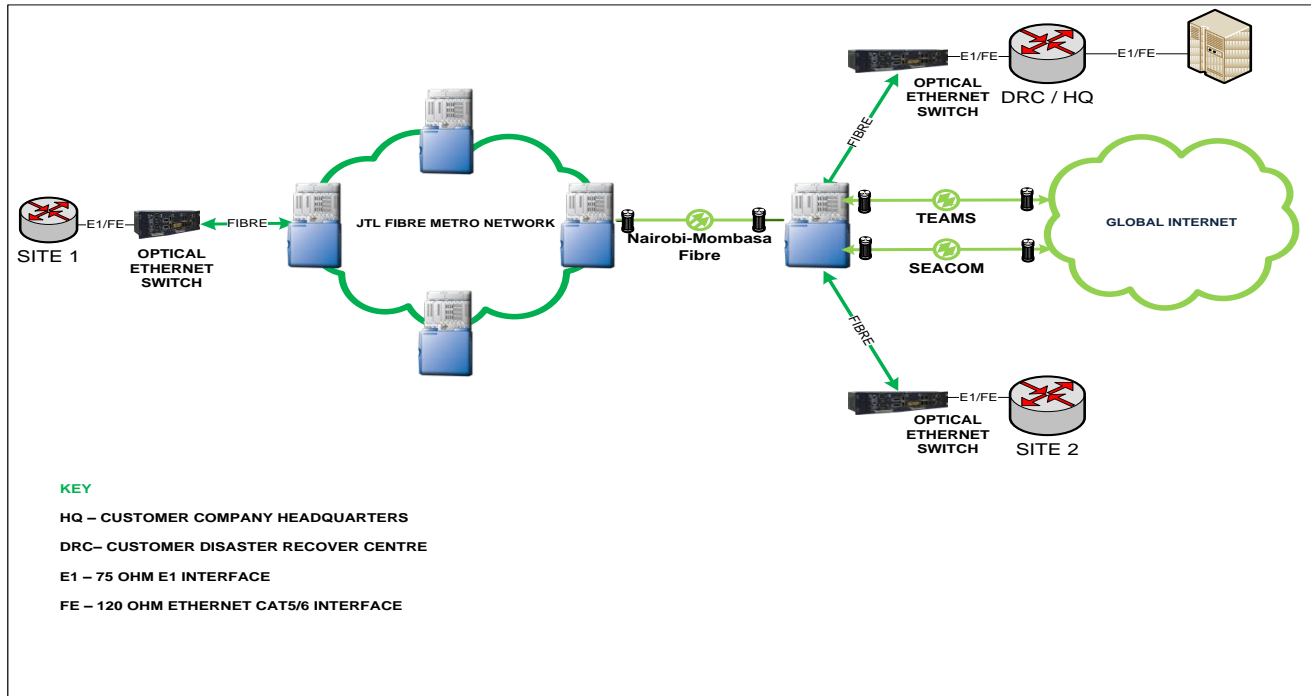 E1/FE
E1/FE
OPTICAL
ETHERNET
SWITCH
DRC / HQ
FIBRE
SITE 1
E1/FE
OPTICAL
ETHERNET
SWITCH
FIBRE
JTL FIBRE METRO NETWORK
Nairobi-Mombasa
Fibre
TEAMS
SEACOM
GLOBAL INTERNET
FIBRE
E1/FE
OPTICAL
ETHERNET
SWITCH
SITE 2
KEY
HQ – CUSTOMER COMPANY HEADQUARTERS
DRC– CUSTOMER DISASTER RECOVER CENTRE
E1 – 75 OHM E1 INTERFACE
FE – 120 OHM ETHERNET CAT5/6 INTERFACE